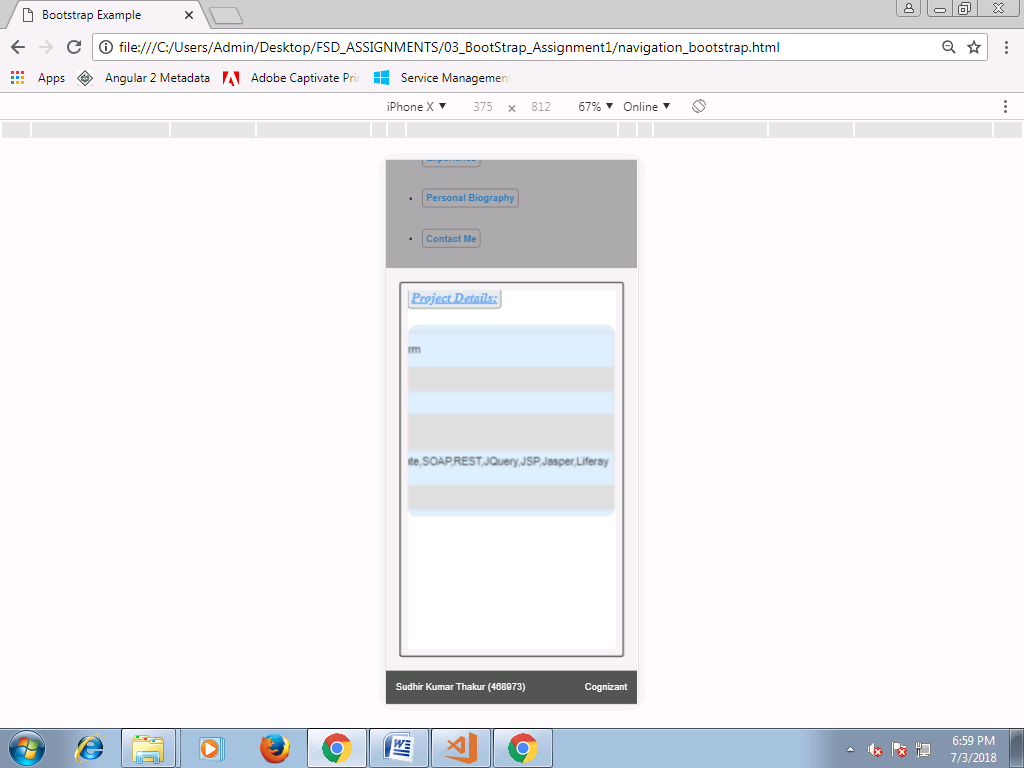 Bootstrap Example
file:///C:/Users/Admin/Desktop/FSD_ASSIGNMENTS/03_BootStrap_Assignment1/navigation_bootstrap.html
Apps Angular 2 Metadata Adobe Captivate Pri Service Management
iPhone X 375 x 812 67% Online
Experience
• Personal Biography
• Contact Me
Project Details:
rm
te,SOAP,REST,JQuery,JSP,Jasper,Liferay
Sudhir Kumar Thakur (468973) Cognizant
6:59 PM
7/3/2018